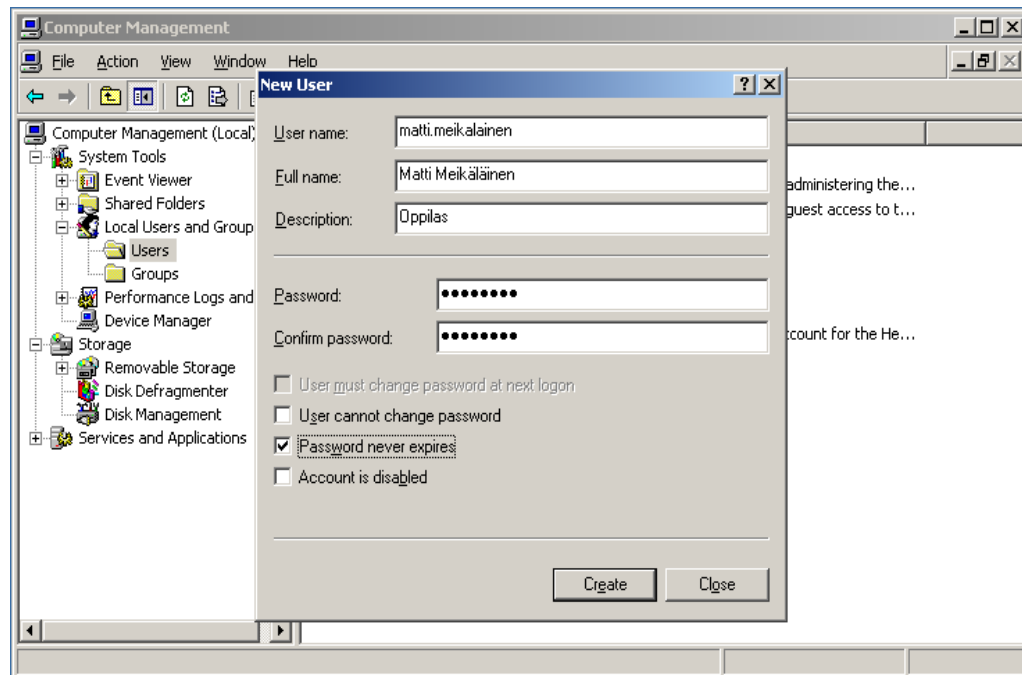 Computer Management
File Action View Window Help
New User
Computer Management (Local)
System Tools
Event Viewer
Shared Folders
Local Users and Group
Users
Groups
Performance Logs and
Device Manager
Storage
Removable Storage
Disk Defragmenter
Disk Management
Services and Applications
User name: matti.meikalainen
Full name: Matti Meikäläinen
Description: Oppilas
Password: ●●●●●●●●
Confirm password: ●●●●●●●●
User must change password at next logon
User cannot change password
Password never expires
Account is disabled
Create Close
administering the...
guest access to t...
count for the He...